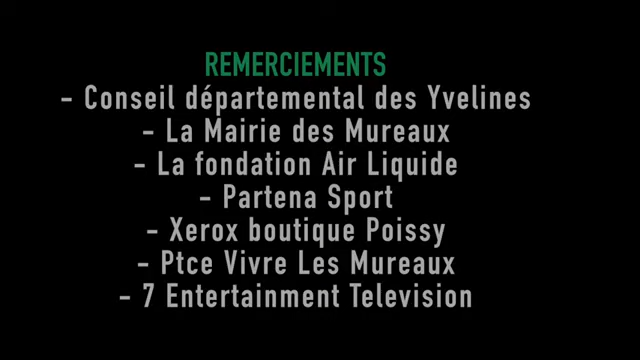 REMERCIEMENTS
- Conseil départemental des Yvelines
- La Mairie des Mureaux
- La fondation Air Liquide
- Partena Sport
- Xerox boutique Poissy
- Ptce Vivre Les Mureaux
- 7 Entertainment Television